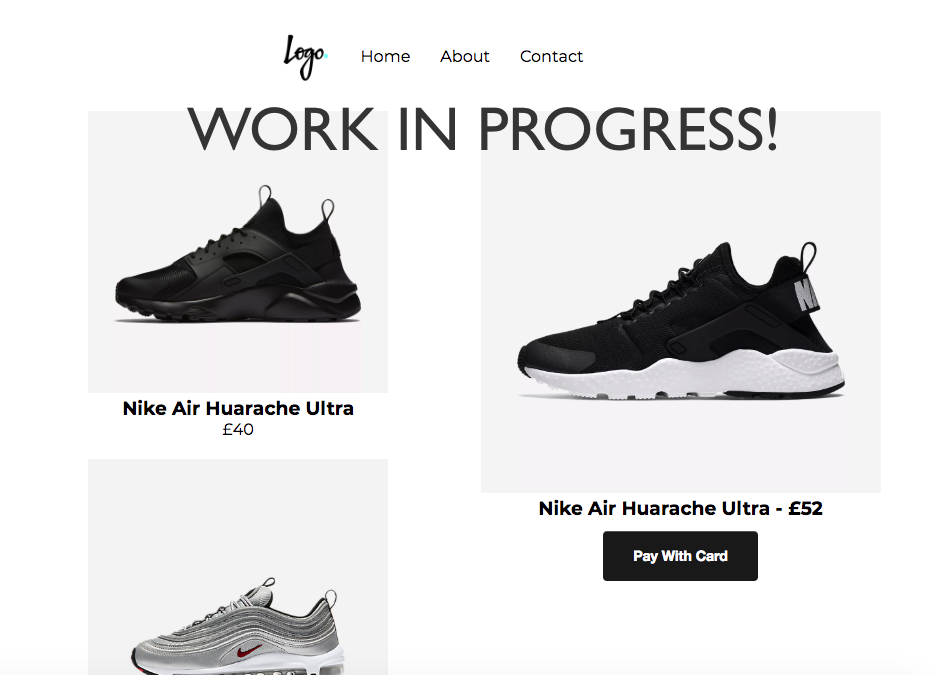 Logo.
Home
About
Contact
WORK IN PROGRESS!
Nike Air Huarache Ultra
£40
Nike Air Huarache Ultra - £52
Pay With Card